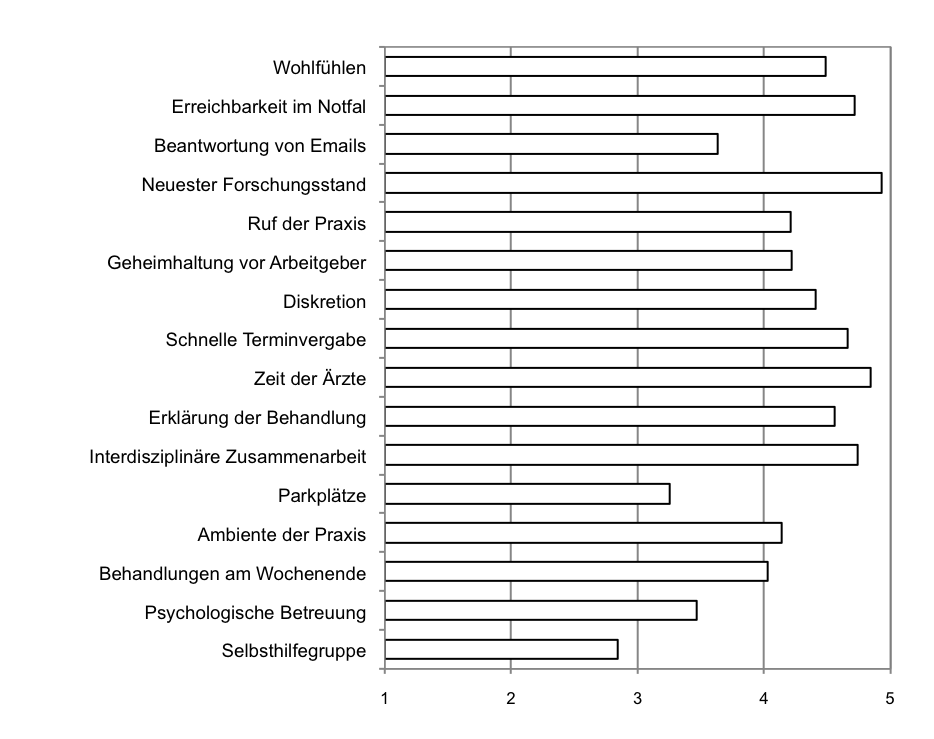 Wohlfühlen
Erreichbarkeit im Notfal
Beantwortung von Emails
Neuester Forschungsstand
Ruf der Praxis
Geheimhaltung vor Arbeitgeber
Diskretion
Schnelle Terminvergabe
Zeit der Ärzte
Erklärung der Behandlung
Interdisziplinäre Zusammenarbeit
Parkplätze
Ambiente der Praxis
Behandlungen am Wochenende
Psychologische Betreuung
Selbsthilfegruppe
1 2 3 4 5